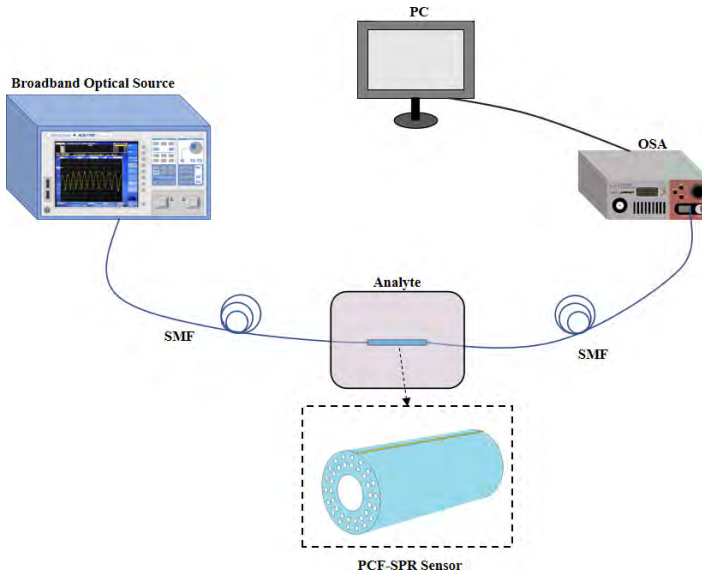 PC
Broadband Optical Source
OSA
Analyte
SMF
SMF
PCF-SPR Sensor